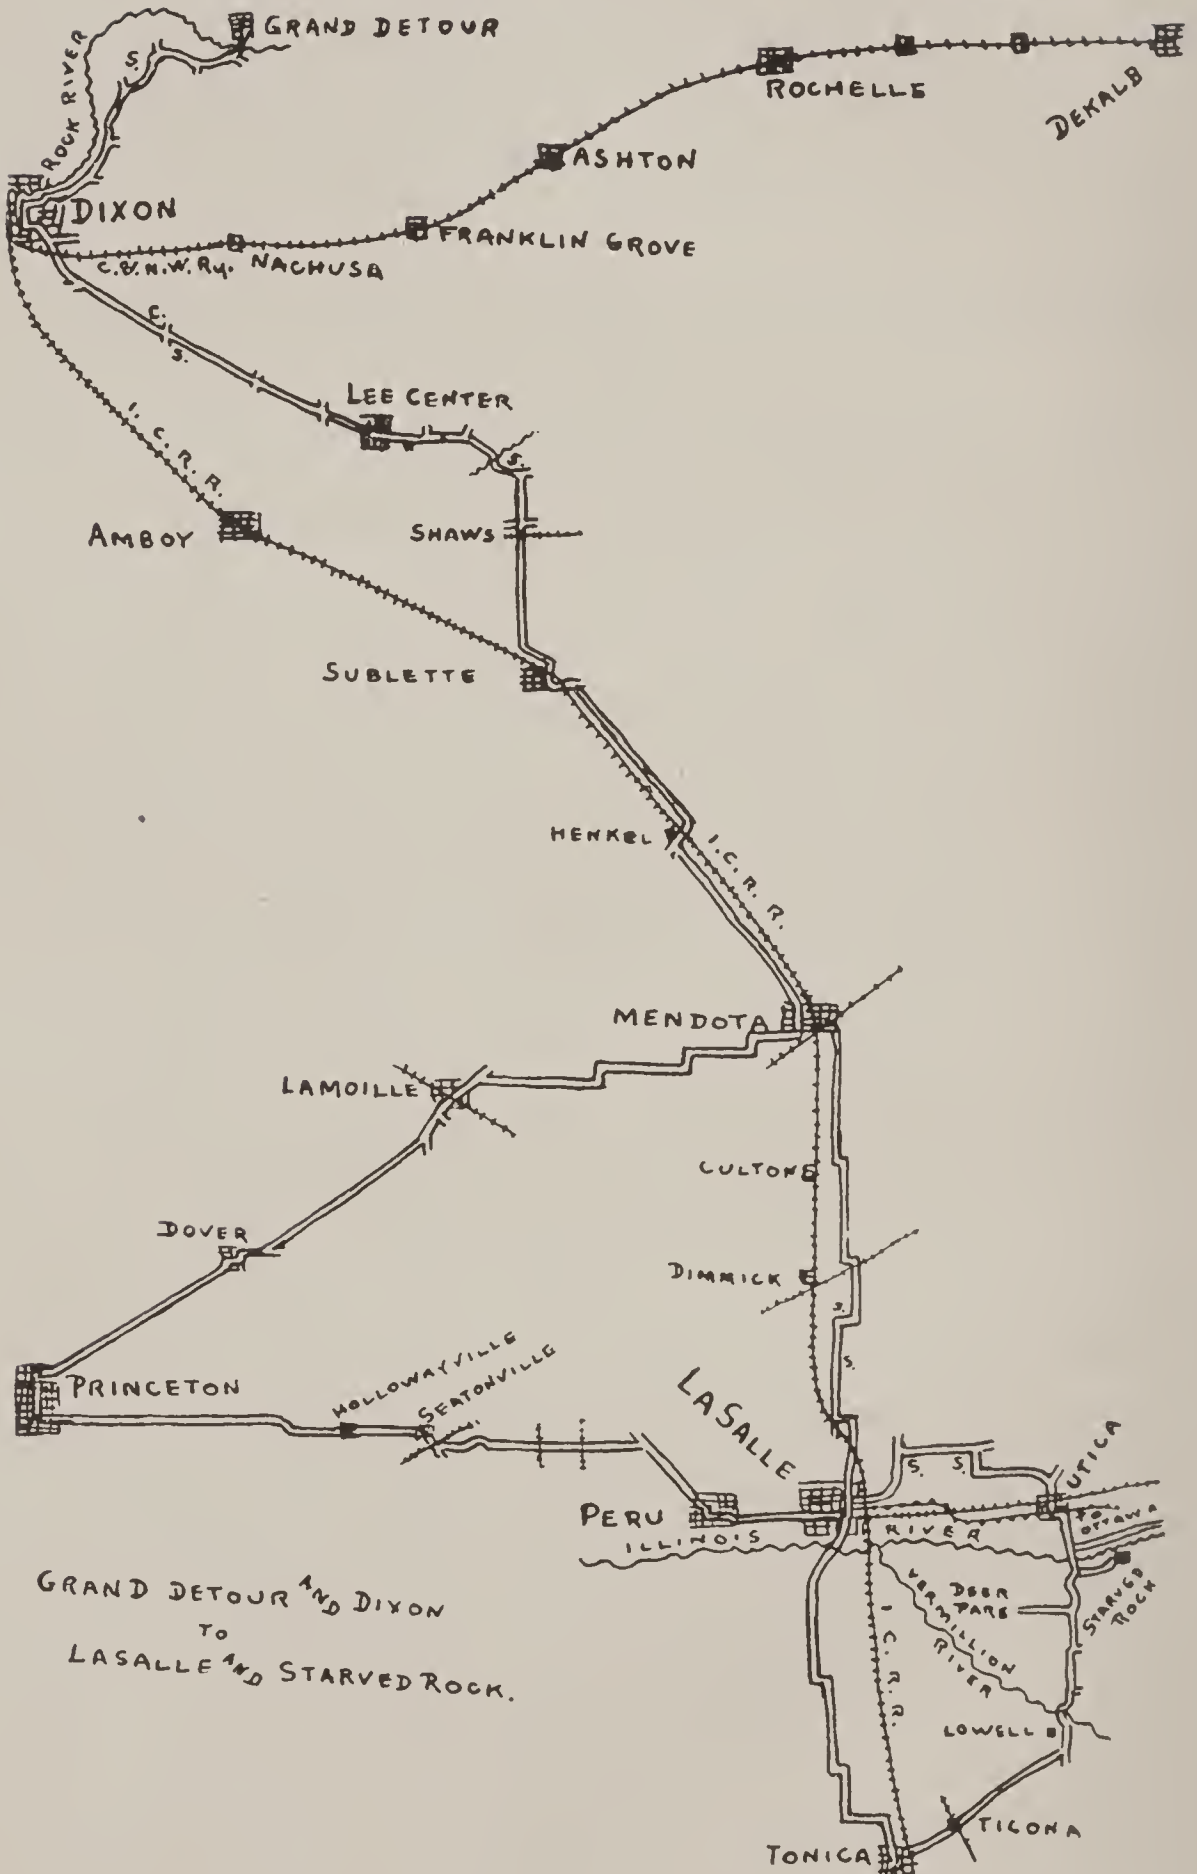 GRAND DETOUR
ROCK RIVER
S.
ROCHELLE
DEKALB
ASHTON
DIXON
FRANKLIN GROVE
C.&N.W.Ry. NACHUSA
C.
S.
LEE CENTER
I. C. R. R.
S.
AMBOY
SHAWS
SUBLETTE
HENKEL
I.C.R.R.
MENDOTA
LAMOILLE
CULTON
DOVER
DIMMICK
S.
HOLLOWAYVILLE
SEATONVILLE
S.
PRINCETON
LASALLE
UTICA
S. S.
PERU
TO
OTTAWA
ILLINOIS RIVER
STARVED
ROCK
DEER
PARK
VERMILLION
RIVER
I. C. R. R.
GRAND DETOUR AND DIXON
TO
LASALLE AND STARVED ROCK.
LOWELL
TICONA
TONICA